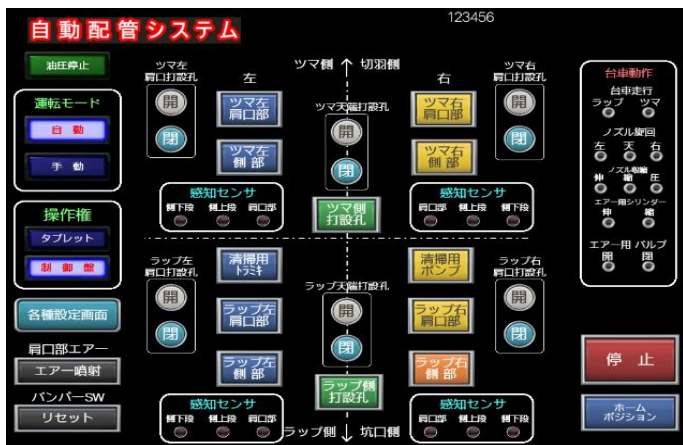 自動配管システム
123456
油圧停止
運転モード
自 動
手 動
操作権
タブレット
制 御 盤
各種設定画面
肩口部エアー
エアー噴射
バンパーSW
リセット
ツマ側 ↑ 切羽側
ツマ左
肩口打設孔
開
閉
左
ツマ左
肩口部
ツマ左
側 部
ツマ天端打設孔
開
閉
右
ツマ右
肩口部
ツマ右
側 部
ツマ右
肩口打設孔
開
閉
感知センサ
側下段 側上段 肩口部
ツマ側
打設孔
感知センサ
肩口部 側上段 側下段
ラップ左
肩口打設孔
開
閉
清掃用
トラミキ
ラップ左
肩口部
ラップ左
側 部
ラップ天端打設孔
開
閉
清掃用
ポンプ
ラップ右
肩口部
ラップ右
側 部
ラップ右
肩口打設孔
開
閉
感知センサ
側下段 側上段 肩口部
ラップ側
打設孔
感知センサ
肩口部 側上段 側下段
ラップ側 ↓ 坑口側
台車動作
台車走行
ラップ ツマ
ノズル旋回
左 天 右
ノズル収縮
伸 縮 圧
エアー用シリンダー
伸 縮
エアー用 バルブ
開 閉
停 止
ホーム
ポジション